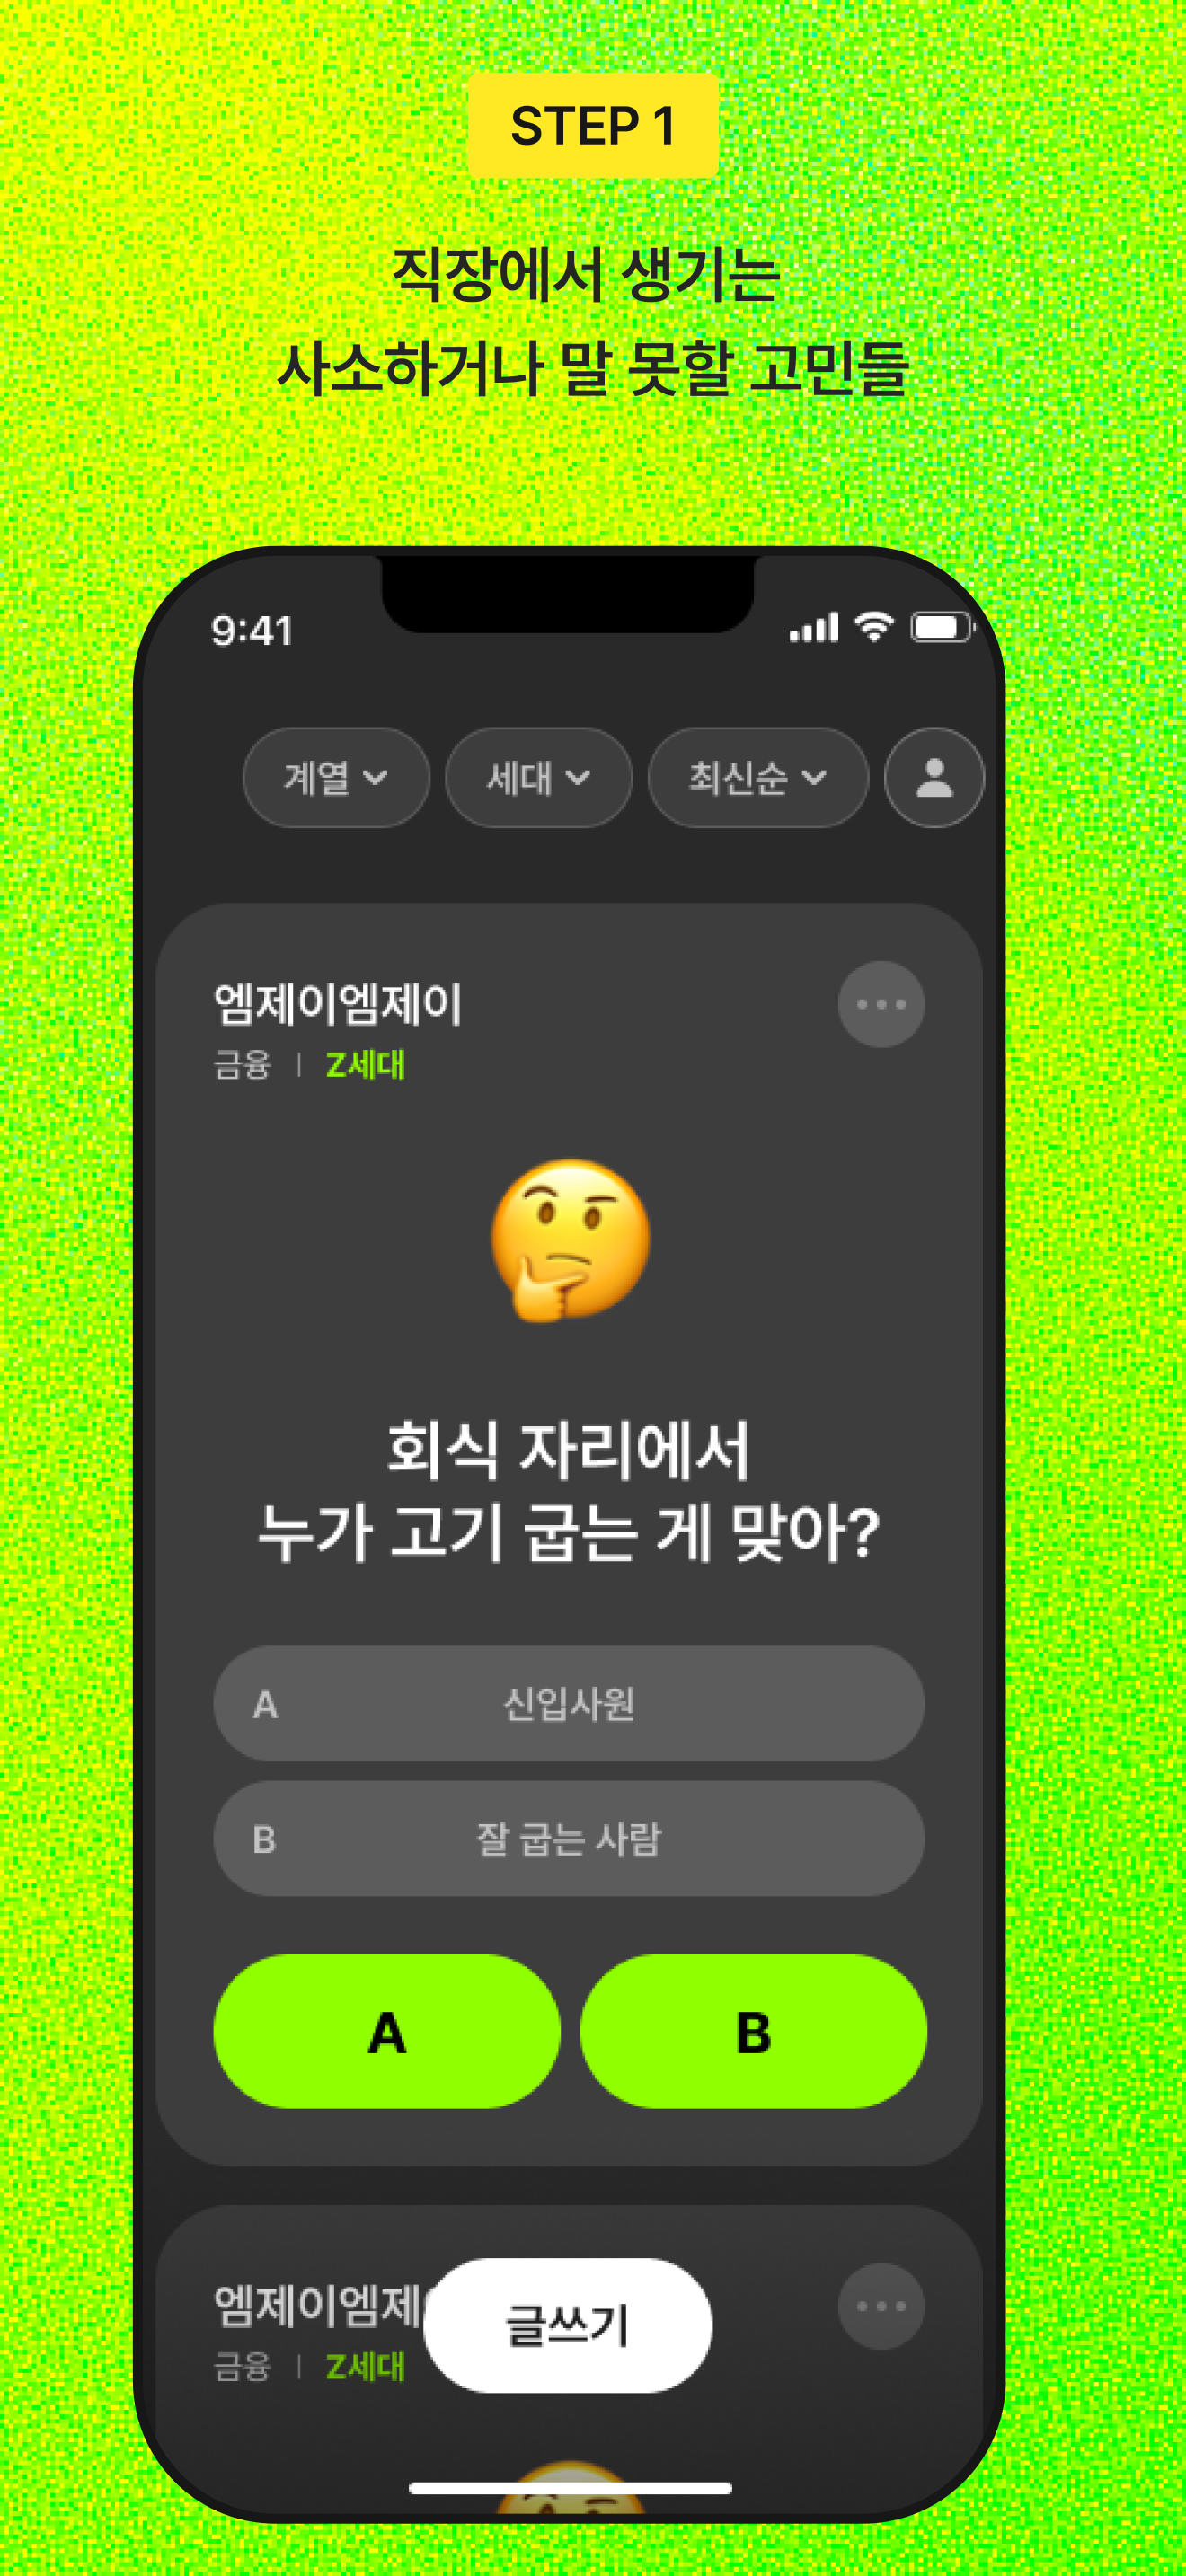 STEP 1
직장에서 생기는
사소하거나 말 못할 고민들
9:41
계열 세대 최신순
엠제이엠제이
금융 | Z세대
회식 자리에서
누가 고기 굽는 게 맞아?
A 신입사원
B 잘 굽는 사람
A B
엠제이엠제
글쓰기
금융 | Z세대